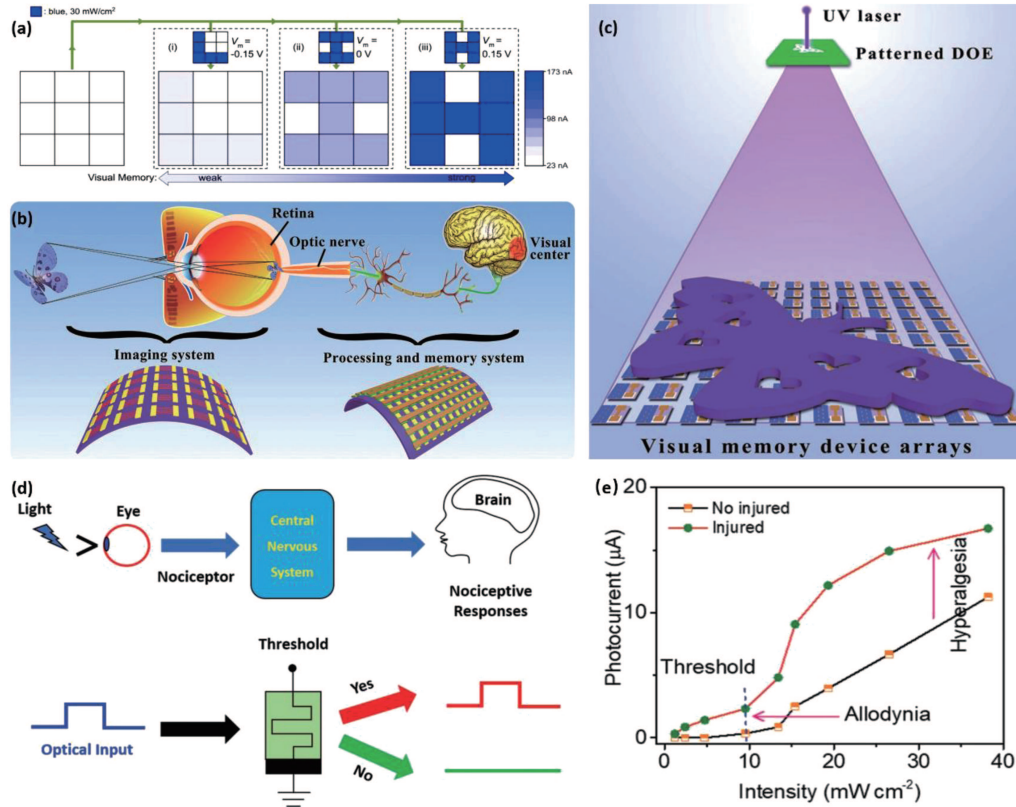 (a)
: blue, 30 mW/cm²
(i)
Vm =
-0.15 V
(ii)
Vm =
0 V
(iii)
Vm =
0.15 V
173 nA
98 nA
23 nA
Visual Memory:
weak
strong
(b)
Retina
Optic nerve
Visual
center
Imaging system
Processing and memory system
(c)
UV laser
Patterned DOE
Visual memory device arrays
(d)
Light
Eye
Nociceptor
Central
Nervous
System
Brain
Nociceptive
Responses
Threshold
Optical Input
Yes
No
(e)
No injured
Injured
Threshold
Allodynia
Hyperalgesia
Photocurrent (µA)
20
10
0
0 10 20 30 40
Intensity (mW cm⁻²)